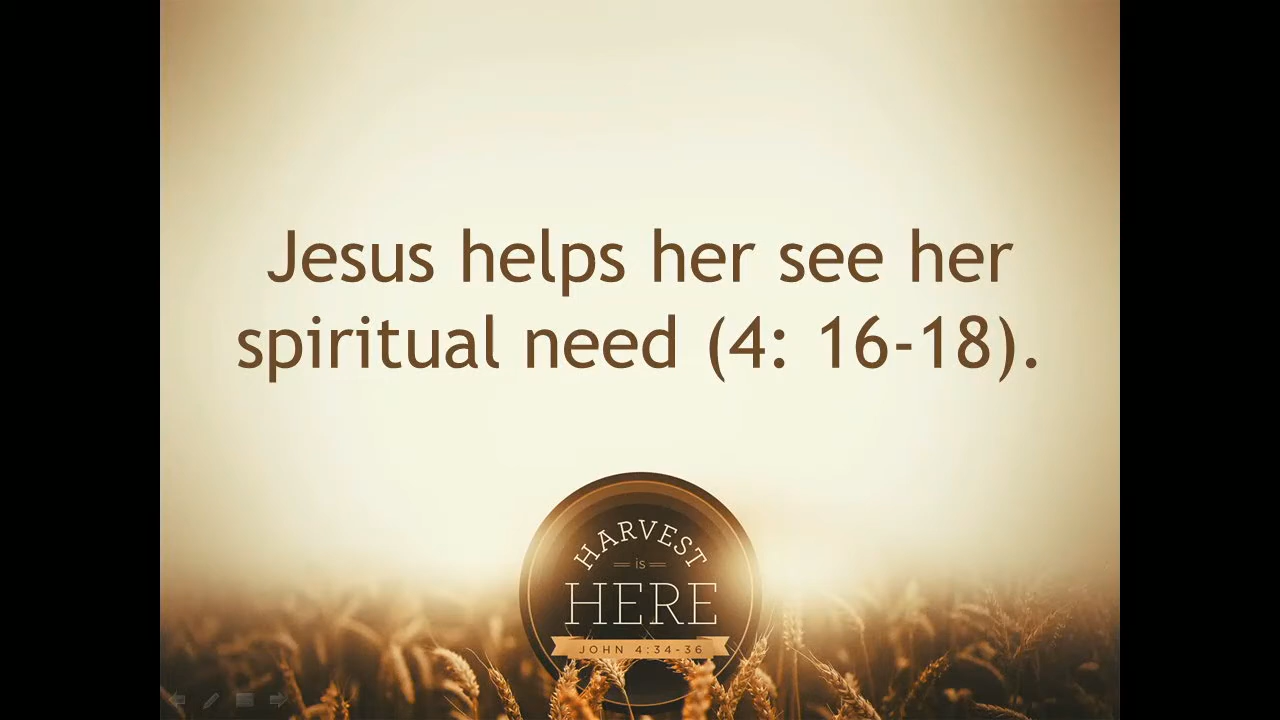 Jesus helps her see her
spiritual need (4: 16-18).
HARVEST
is
HERE
JOHN 4:34-36